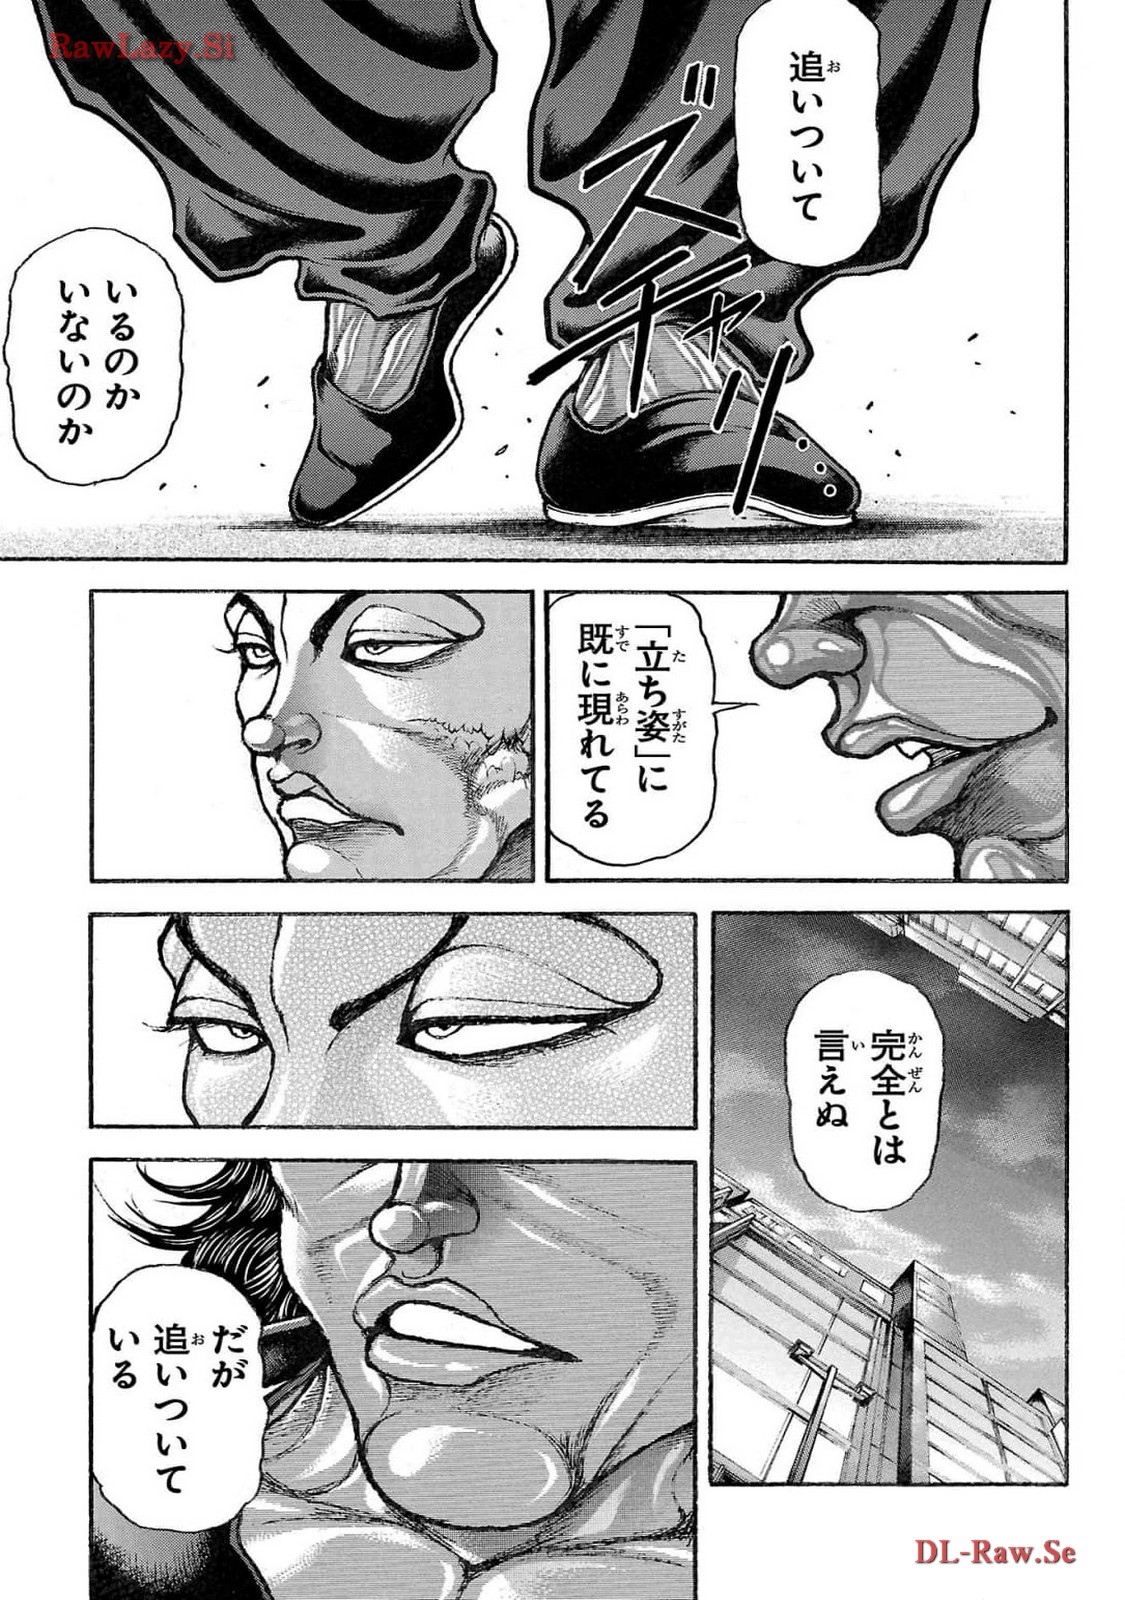 RawLazy.Si
追いついて
ズチャリ
いるのか
いないのか
「立ち姿」に
既に現れてる
完全とは
言えぬ
だが
追いついて
いる
DL-Raw.Se